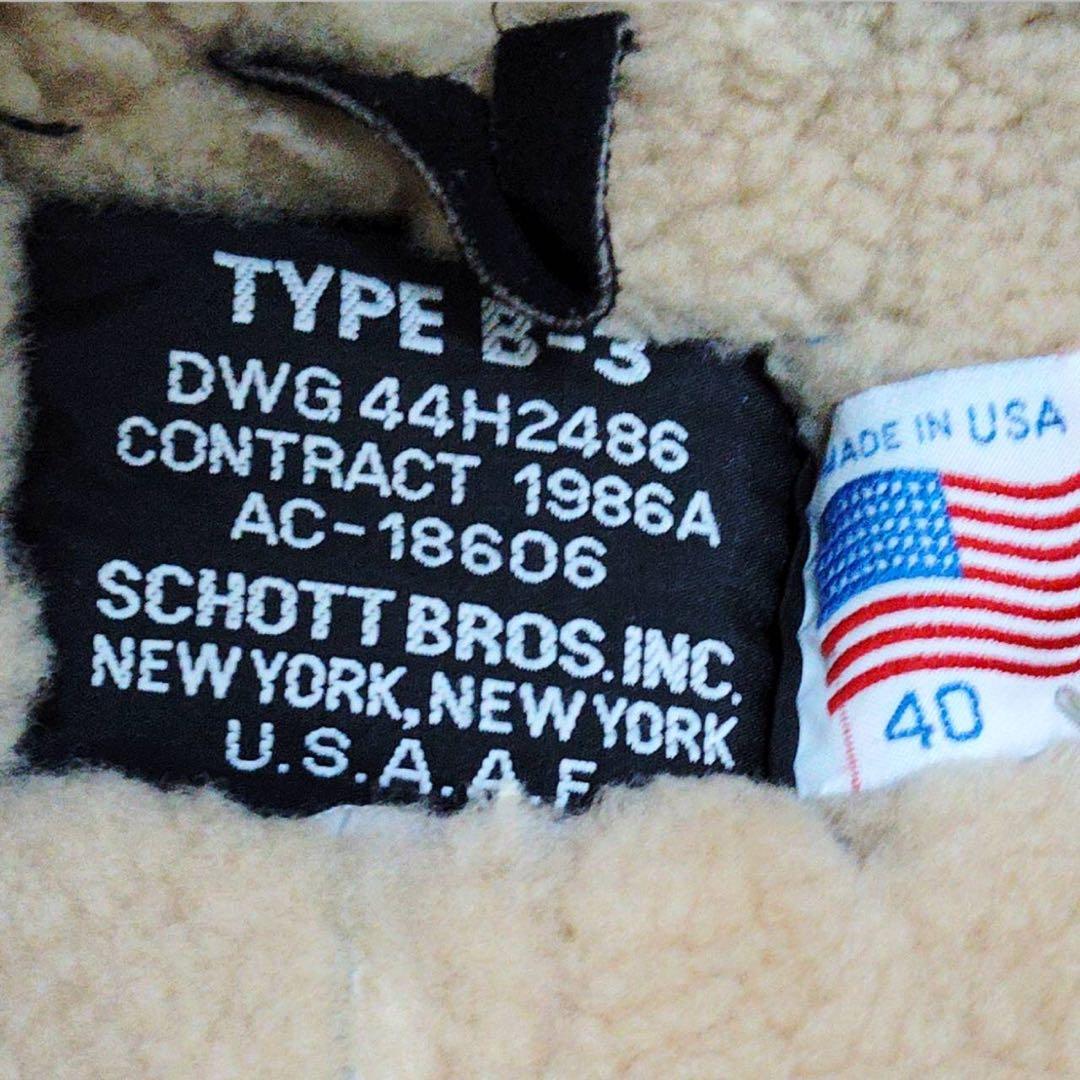 TYPE B-3
DWG 44H2486
CONTRACT 1986A
AC-18606
SCHOTT BROS. INC.
NEW YORK, NEW YORK
U.S.A.A.F
MADE IN USA
40